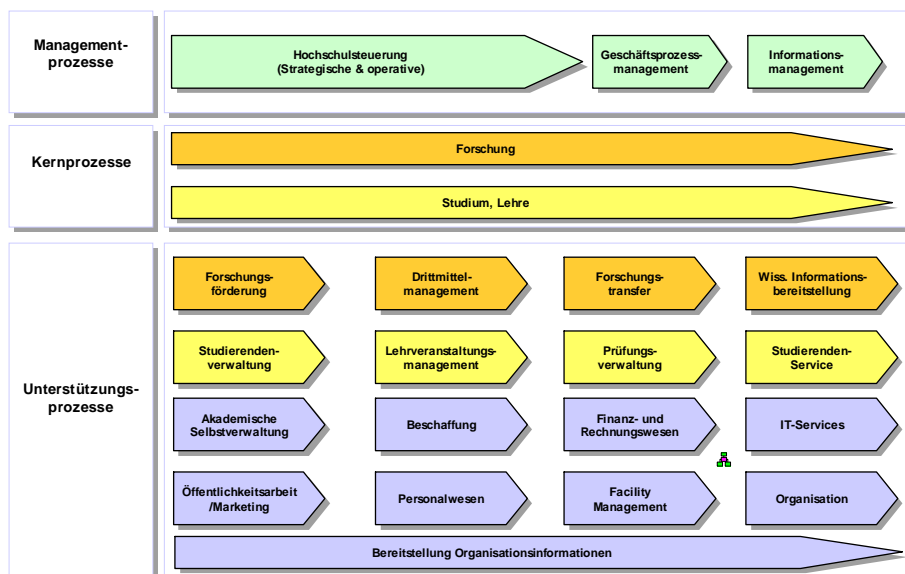 Management-
prozesse
Hochschulsteuerung
(Strategische & operative)
Geschäftsprozess-
management
Informations-
management
Kernprozesse
Forschung
Studium, Lehre
Unterstützungs-
prozesse
Forschungs-
förderung
Drittmittel-
management
Forschungs-
transfer
Wiss. Informations-
bereitstellung
Studierenden-
verwaltung
Lehrveranstaltungs-
management
Prüfungs-
verwaltung
Studierenden-
Service
Akademische
Selbstverwaltung
Beschaffung
Finanz- und
Rechnungswesen
IT-Services
Öffentlichkeitsarbeit
/Marketing
Personalwesen
Facility
Management
Organisation
Bereitstellung Organisationsinformationen